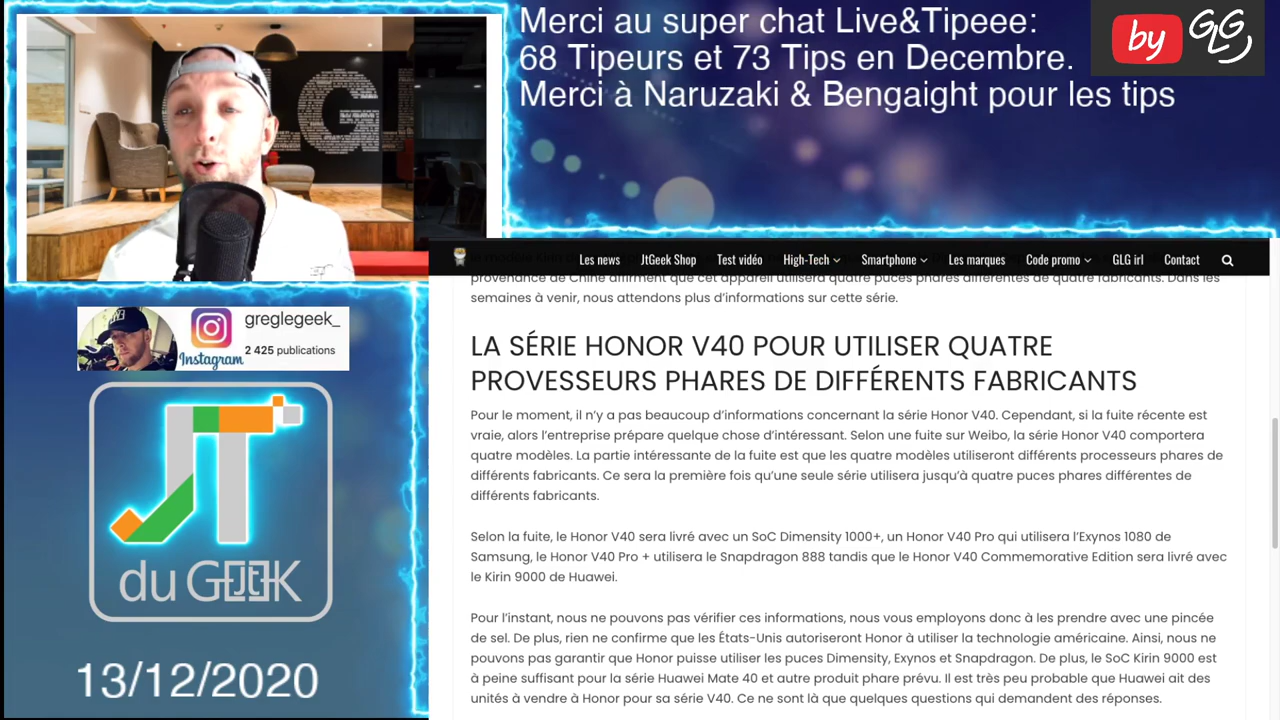 Merci au super chat Live&Tipeee:
68 Tipeurs et 73 Tips en Decembre.
Merci à Naruzaki & Bengaight pour les tips
by GLG
greglegeek_
2 425 publications
Instagram
JT
du GEEK
13/12/2020
Les news JtGeek Shop Test vidéo High-Tech Smartphone Les marques Code promo GLG irl Contact
provenance de Chine affirment que cet appareil utilisera quatre puces phares différentes de quatre fabricants. Dans les
semaines à venir, nous attendons plus d’informations sur cette série.
LA SÉRIE HONOR V40 POUR UTILISER QUATRE
PROVESSEURS PHARES DE DIFFÉRENTS FABRICANTS
Pour le moment, il n’y a pas beaucoup d’informations concernant la série Honor V40. Cependant, si la fuite récente est
vraie, alors l’entreprise prépare quelque chose d’intéressant. Selon une fuite sur Weibo, la série Honor V40 comportera
quatre modèles. La partie intéressante de la fuite est que les quatre modèles utiliseront différents processeurs phares de
différents fabricants. Ce sera la première fois qu’une seule série utilisera jusqu’à quatre puces phares différentes de
différents fabricants.
Selon la fuite, le Honor V40 sera livré avec un SoC Dimensity 1000+, un Honor V40 Pro qui utilisera l’Exynos 1080 de
Samsung, le Honor V40 Pro + utilisera le Snapdragon 888 tandis que le Honor V40 Commemorative Edition sera livré avec
le Kirin 9000 de Huawei.
Pour l’instant, nous ne pouvons pas vérifier ces informations, nous vous employons donc à les prendre avec une pincée
de sel. De plus, rien ne confirme que les États-Unis autoriseront Honor à utiliser la technologie américaine. Ainsi, nous ne
pouvons pas garantir que Honor puisse utiliser les puces Dimensity, Exynos et Snapdragon. De plus, le SoC Kirin 9000 est
à peine suffisant pour la série Huawei Mate 40 et autre produit phare prévu. Il est très peu probable que Huawei ait des
unités à vendre à Honor pour sa série V40. Ce ne sont là que quelques questions qui demandent des réponses.